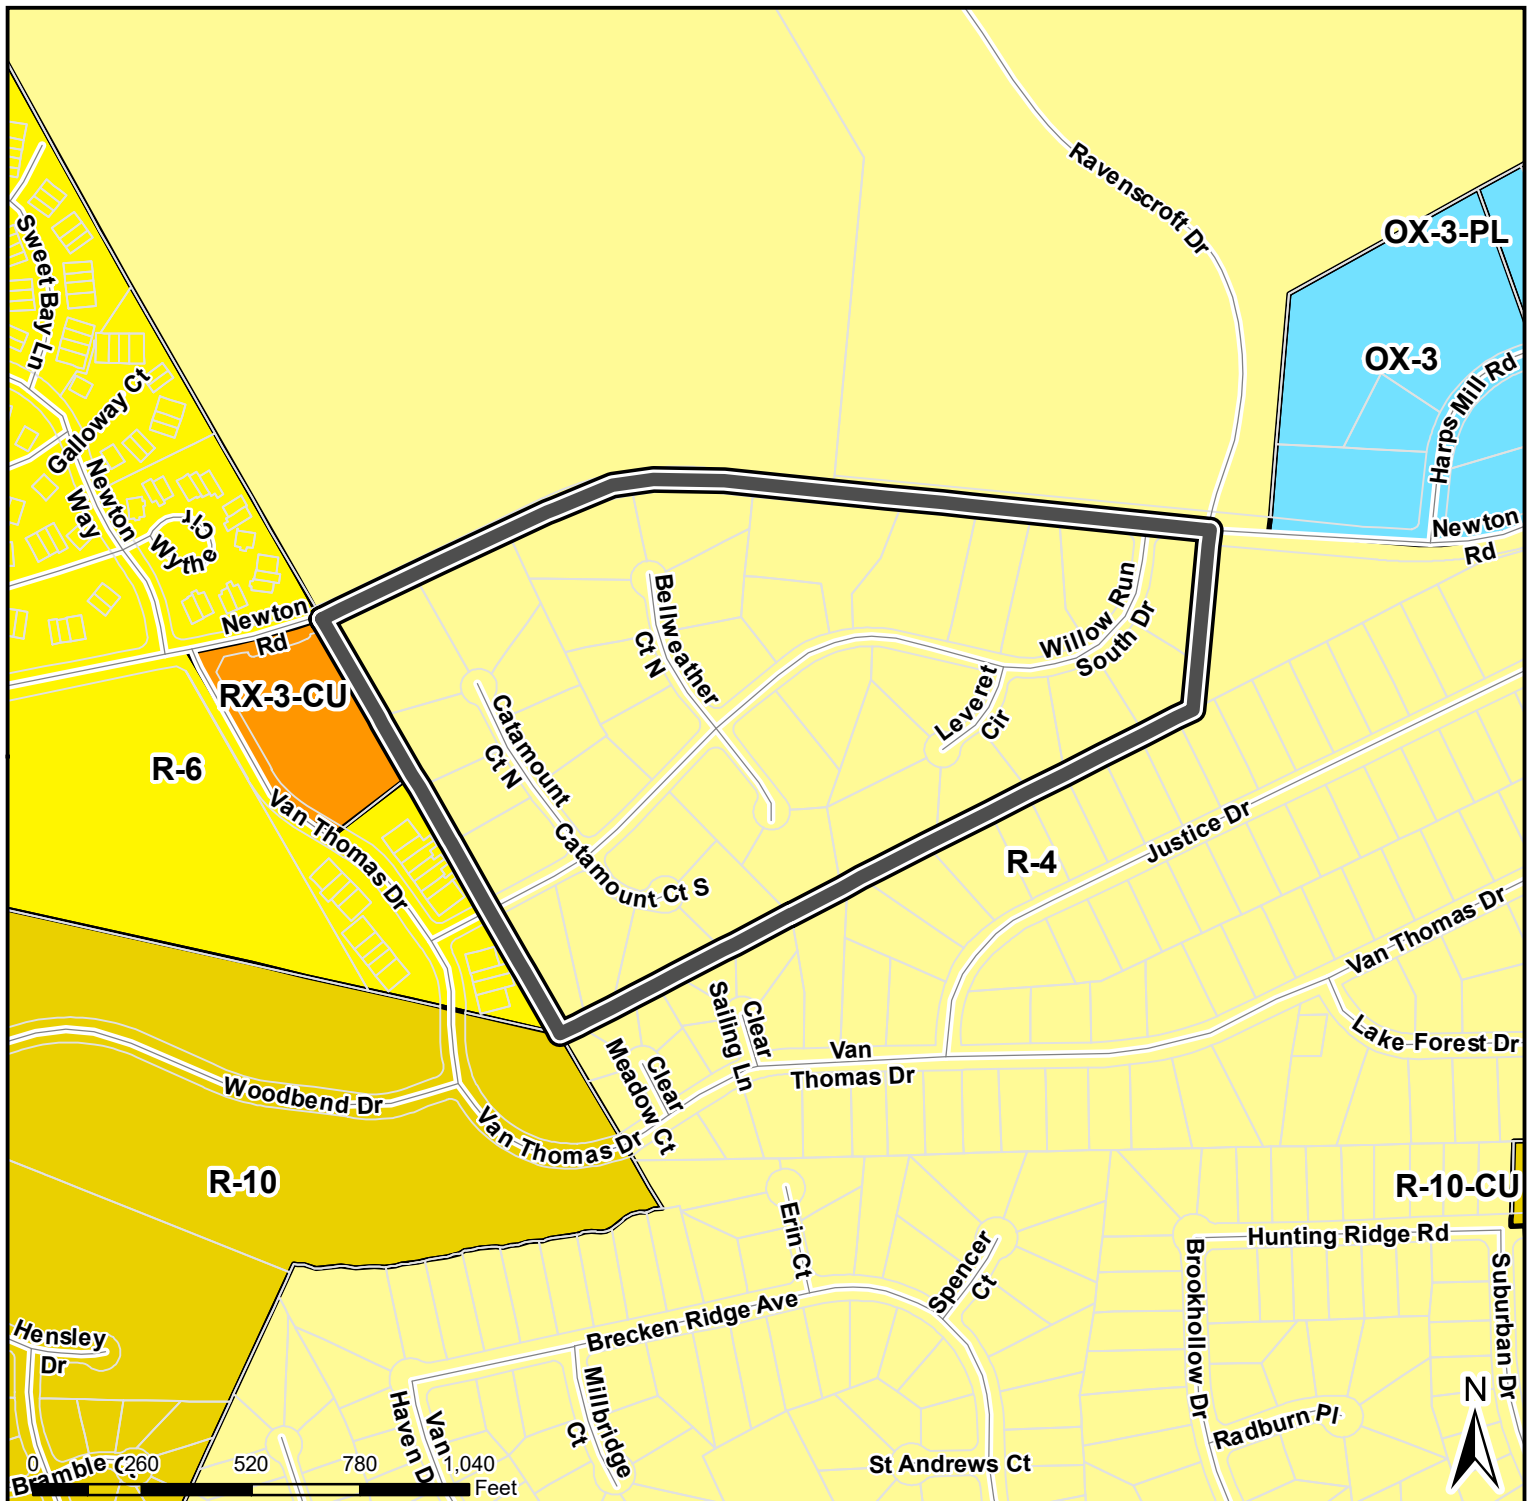 Ravenscroft Dr
OX-3-PL
Sweet Bay Ln
OX-3
Harps Mill Rd
Galloway Ct
Newton
Way
Wythe
Cir
Newton
Rd
Newton
Rd
Bellweather
Ct N
Willow Run
South Dr
RX-3-CU
Catamount
Ct N
Leveret
Cir
R-6
Van Thomas Dr
Catamount Ct S
Justice Dr
R-4
Van Thomas Dr
Clear
Sailing Ln
Lake Forest Dr
Clear
Meadow Ct
Van
Thomas Dr
Woodbend Dr
Van Thomas Dr
R-10
R-10-CU
Erin Ct
Spencer
Ct
Hunting Ridge Rd
Brookhollow Dr
Suburban Dr
Brecken Ridge Ave
Hensley
Dr
Millbridge
Ct
Van
Haven D
Radburn Pl
N
St Andrews Ct
Bramble C
0 260 520 780 1,040
Feet